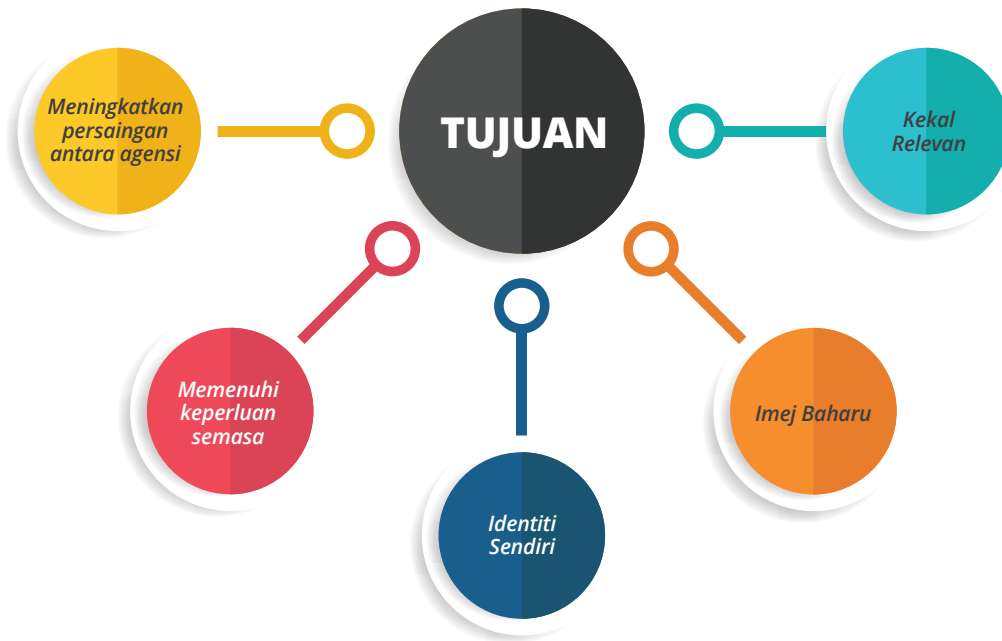 TUJUAN
Meningkatkan
persaingan
antara agensi
Kekal
Relevan
Memenuhi
keperluan
semasa
Imej Baharu
Identiti
Sendiri